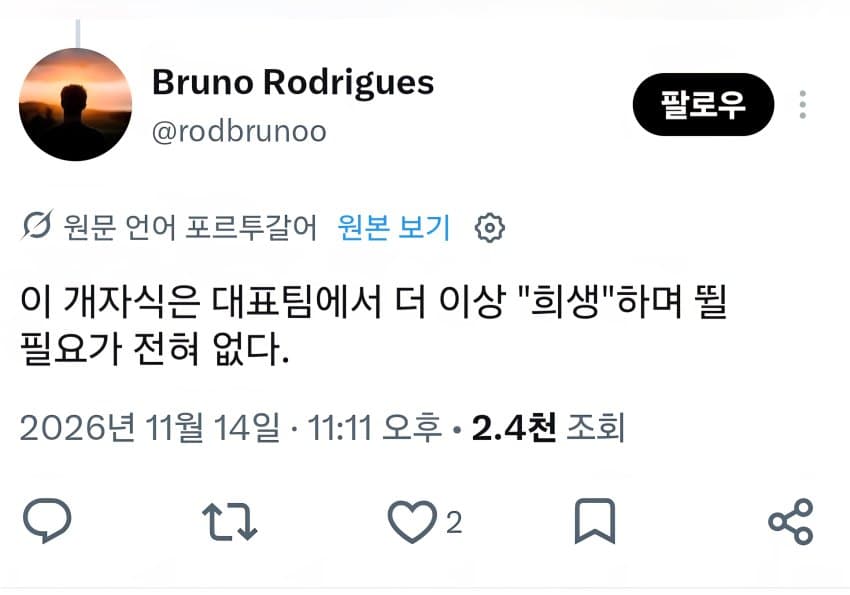 Bruno Rodrigues
@rodbrunoo
팔로우
원문 언어 포르투갈어 원본 보기
이 개자식은 대표팀에서 더 이상 "희생"하며 뛸
필요가 전혀 없다.
2026년 11월 14일 · 11:11 오후 • 2.4천 조회
2